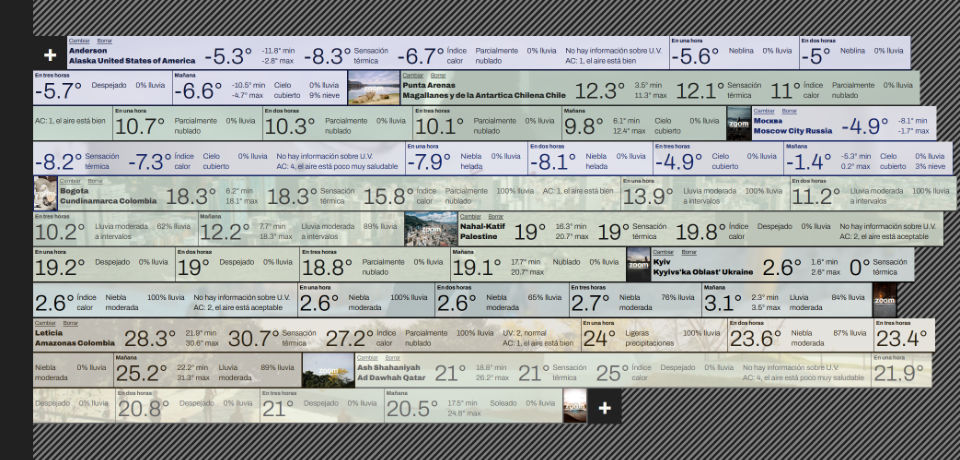 + Cambiar Borrar Anderson Alaska United States of America -5.3° -11.8° min -2.8° max -8.3° Sensación térmica -6.7° Índice calor Parcialmente nublado 0% lluvia No hay información sobre U.V. AC: 1, el aire está bien En una hora -5.6° Neblina 0% lluvia En dos horas -5° Neblina 0% lluvia
En tres horas -5.7° Despejado 0% lluvia Mañana -6.6° -10.5° min -4.7° max Cielo cubierto 0% lluvia 9% nieve Cambiar Borrar Punta Arenas Magallanes y de la Antartica Chilena Chile 12.3° 3.5° min 11.3° max 12.1° Sensación térmica 11° Índice calor Despejado 0% lluvia
AC: 1, el aire está bien En una hora 10.7° Parcialmente nublado 0% lluvia En dos horas 10.3° Parcialmente nublado 0% lluvia En tres horas 10.1° Parcialmente nublado 0% lluvia Mañana 9.8° 6.1° min 12.4° max Cielo cubierto 0% lluvia zoom Cambiar Borrar Москва Moscow City Russia -4.9° -8.1° min -1.7° max
-8.2° Sensación térmica -7.3° Índice calor Cielo cubierto 0% lluvia No hay información sobre U.V. AC: 4, el aire está poco muy saludable En una hora -7.9° Niebla helada 0% lluvia En dos horas -8.1° Niebla helada 0% lluvia En tres horas -4.9° Cielo cubierto 0% lluvia Mañana -1.4° -5.3° min 0.2° max Cielo cubierto 0% lluvia 3% nieve
Cambiar Borrar Bogota Cundinamarca Colombia 18.3° 6.2° min 16.1° max 18.3° Sensación térmica 15.8° Índice calor Parcialmente nublado 100% lluvia AC: 1, el aire está bien En una hora 13.9° Lluvia moderada a intervalos 100% lluvia En dos horas 11.2° Lluvia moderada a intervalos 100% lluvia
En tres horas 10.2° Lluvia moderada a intervalos 62% lluvia Mañana 12.2° 7.7° min 18.3° max Lluvia moderada a intervalos 89% lluvia zoom Cambiar Borrar Nahal-Katif Palestine 19° 16.3° min 20.7° max 19° Sensación térmica 19.8° Índice calor Despejado 0% lluvia No hay información sobre U.V. AC: 2, el aire está aceptable
En una hora 19.2° Despejado 0% lluvia En dos horas 19° Despejado 0% lluvia En tres horas 18.8° Parcialmente nublado 0% lluvia Mañana 19.1° 17.7° min 20.7° max Nublado 0% lluvia zoom Cambiar Borrar Kyiv Kyyivs'ka Oblast' Ukraine 2.6° 1.6° min 2.6° max 0° Sensación térmica
2.6° Índice calor Niebla moderada 100% lluvia No hay información sobre U.V. AC: 2, el aire está aceptable En una hora 2.6° Niebla moderada 100% lluvia En dos horas 2.6° Niebla moderada 65% lluvia En tres horas 2.7° Niebla moderada 76% lluvia Mañana 3.1° 2.3° min 3.5° max Lluvia moderada 84% lluvia zoom
Cambiar Borrar Leticia Amazonas Colombia 28.3° 21.9° min 30.6° max 30.7° Sensación térmica 27.2° Índice calor Parcialmente nublado 100% lluvia UV: 2, normal AC: 1, el aire está bien En una hora 24° Ligeras precipitaciones 100% lluvia En dos horas 23.6° Niebla moderada 87% lluvia En tres horas 23.4°
Niebla moderada 0% lluvia Mañana 25.2° 22.2° min 31.3° max Lluvia moderada 89% lluvia zoom Cambiar Borrar Ash Shahaniyah Ad Dawhah Qatar 21° 18.8° min 26.2° max 21° Sensación térmica 25° Índice calor Despejado 0% lluvia No hay información sobre U.V. AC: 4, el aire está poco muy saludable En una hora 21.9°
Despejado 0% lluvia En dos horas 20.8° Despejado 0% lluvia En tres horas 21° Despejado 0% lluvia Mañana 20.5° 17.5° min 24.8° max Soleado 0% lluvia zoom +